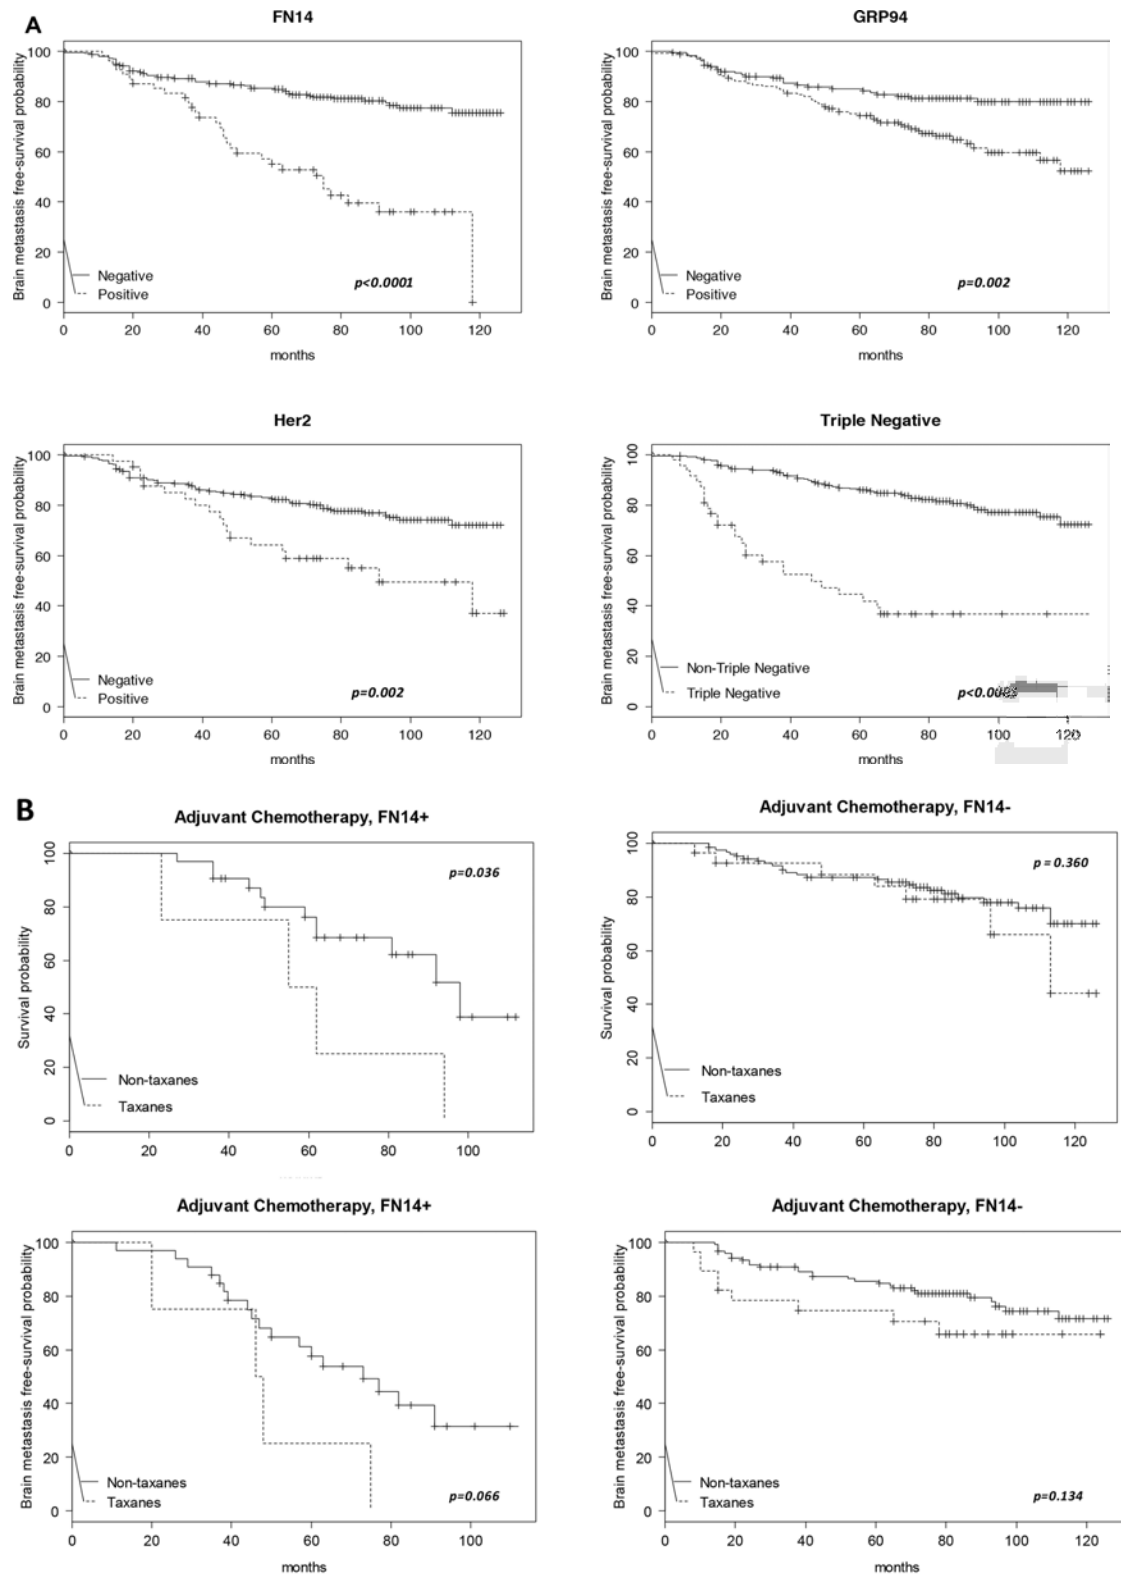 A
FN14
GRP94
Brain metastasis free-survival probability
100
80
60
40
20
0
Negative
Positive
p<0.0001
0 20 40 60 80 100 120
months
Brain metastasis free-survival probability
100
80
60
40
20
0
Negative
Positive
p=0.002
0 20 40 60 80 100 120
months
Her2
Triple Negative
Brain metastasis free-survival probability
100
80
60
40
20
0
Negative
Positive
p=0.002
0 20 40 60 80 100 120
months
Brain metastasis free-survival probability
100
80
60
40
20
0
Non-Triple Negative
Triple Negative
0 20 40 60 80 100 120
months
B
Adjuvant Chemotherapy, FN14+
Adjuvant Chemotherapy, FN14-
Survival probability
100
80
60
40
20
0
p=0.036
Non-taxanes
Taxanes
0 20 40 60 80 100
Survival probability
100
80
60
40
20
0
p = 0.360
Non-taxanes
Taxanes
0 20 40 60 80 100 120
Adjuvant Chemotherapy, FN14+
Adjuvant Chemotherapy, FN14-
Brain metastasis free-survival probability
100
80
60
40
20
0
Non-taxanes
Taxanes
p=0.066
0 20 40 60 80 100
months
Brain metastasis free-survival probability
100
80
60
40
20
0
Non-taxanes
Taxanes
p=0.134
0 20 40 60 80 100 120
months